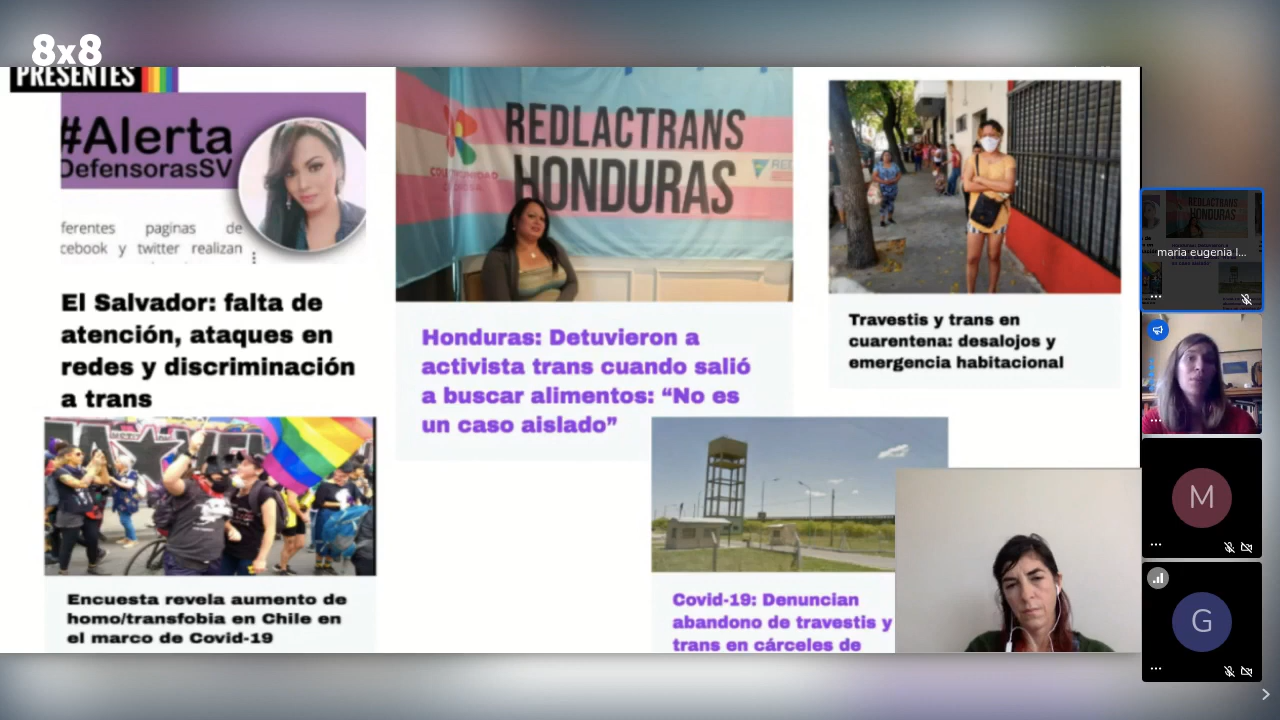 8x8
PRESENTES
#Alerta
DefensorasSV
ferentes paginas de
cebook y twitter realizan
El Salvador: falta de
atención, ataques en
redes y discriminación
a trans
REDLACTRANS
HONDURAS
Honduras: Detuvieron a
activista trans cuando salió
a buscar alimentos: “No es
un caso aislado”
Travestis y trans en
cuarentena: desalojos y
emergencia habitacional
Encuesta revela aumento de
homo/transfobia en Chile en
el marco de Covid-19
Covid-19: Denuncian
abandono de travestis y
trans en cárceles de
maria eugenia l...
M
G